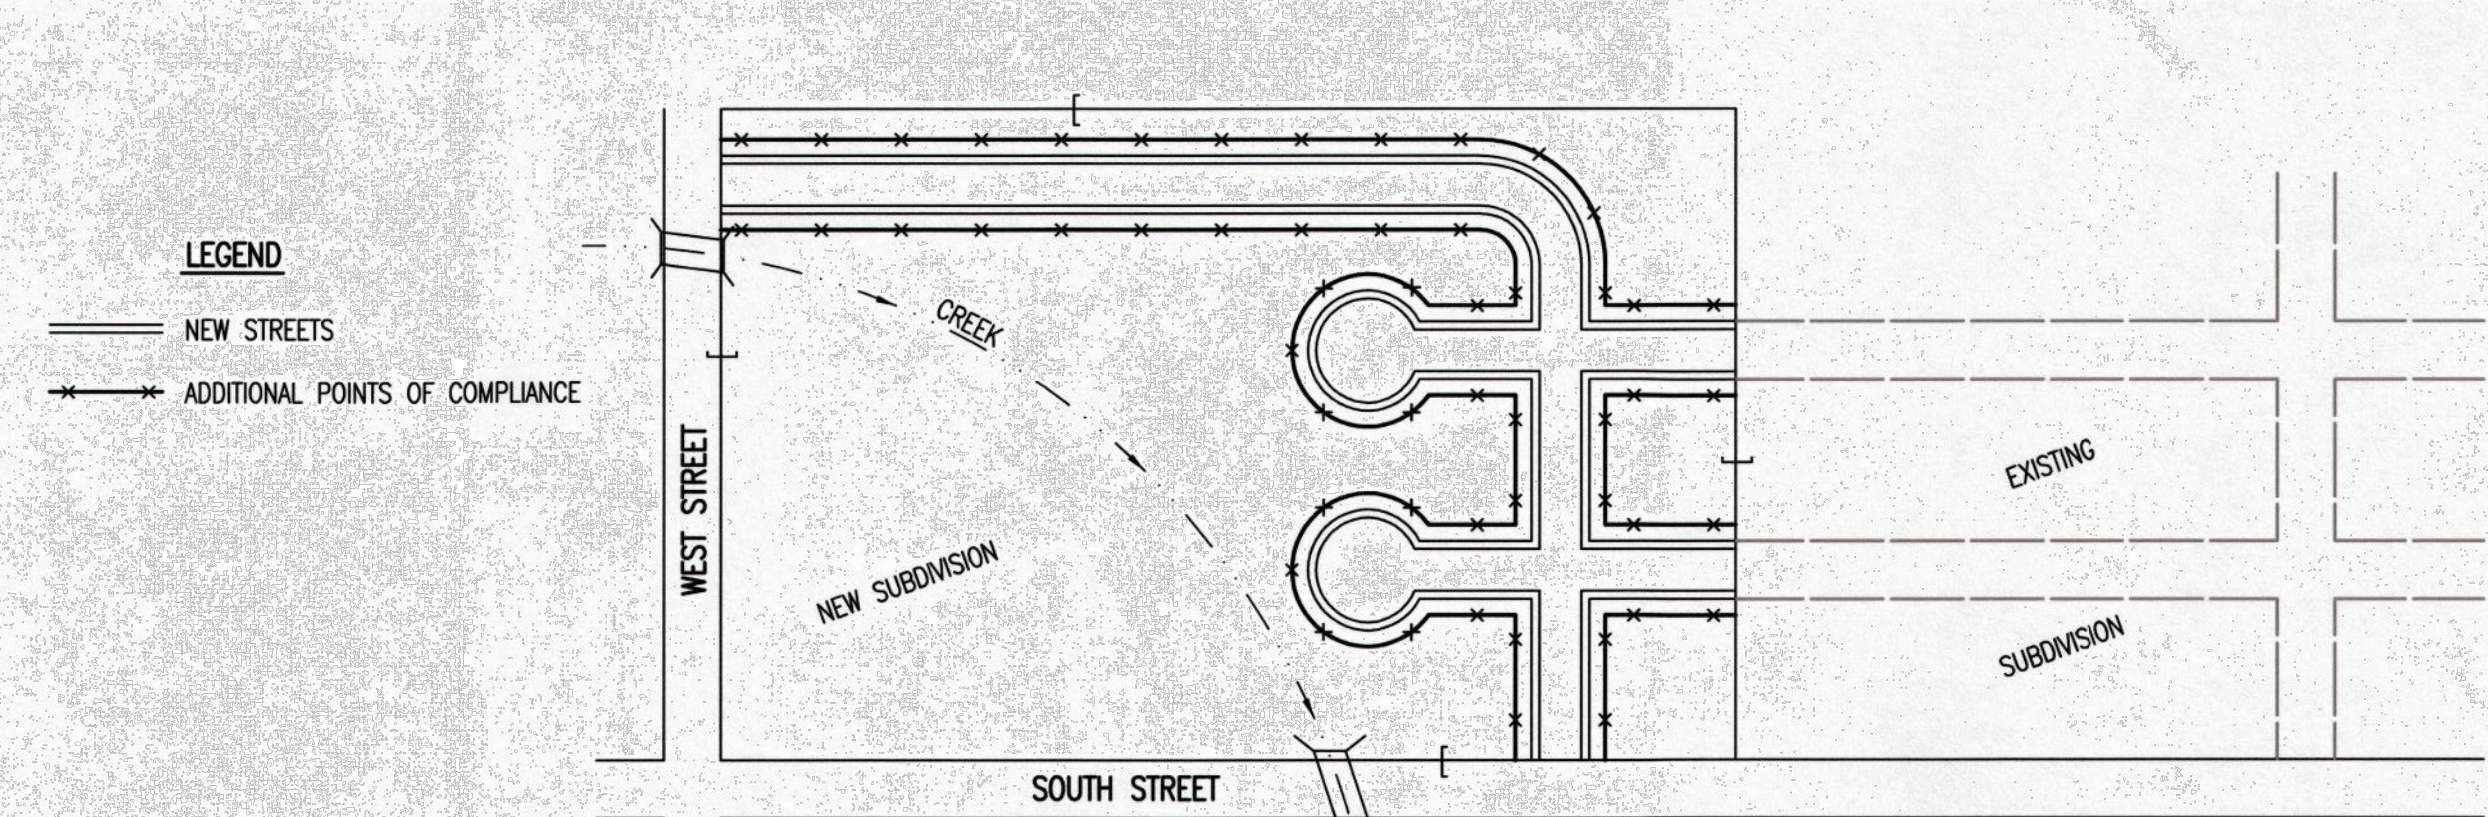 LEGEND
NEW STREETS
ADDITIONAL POINTS OF COMPLIANCE
WEST STREET
CREEK
NEW SUBDIVISION
SOUTH STREET
EXISTING
SUBDIVISION